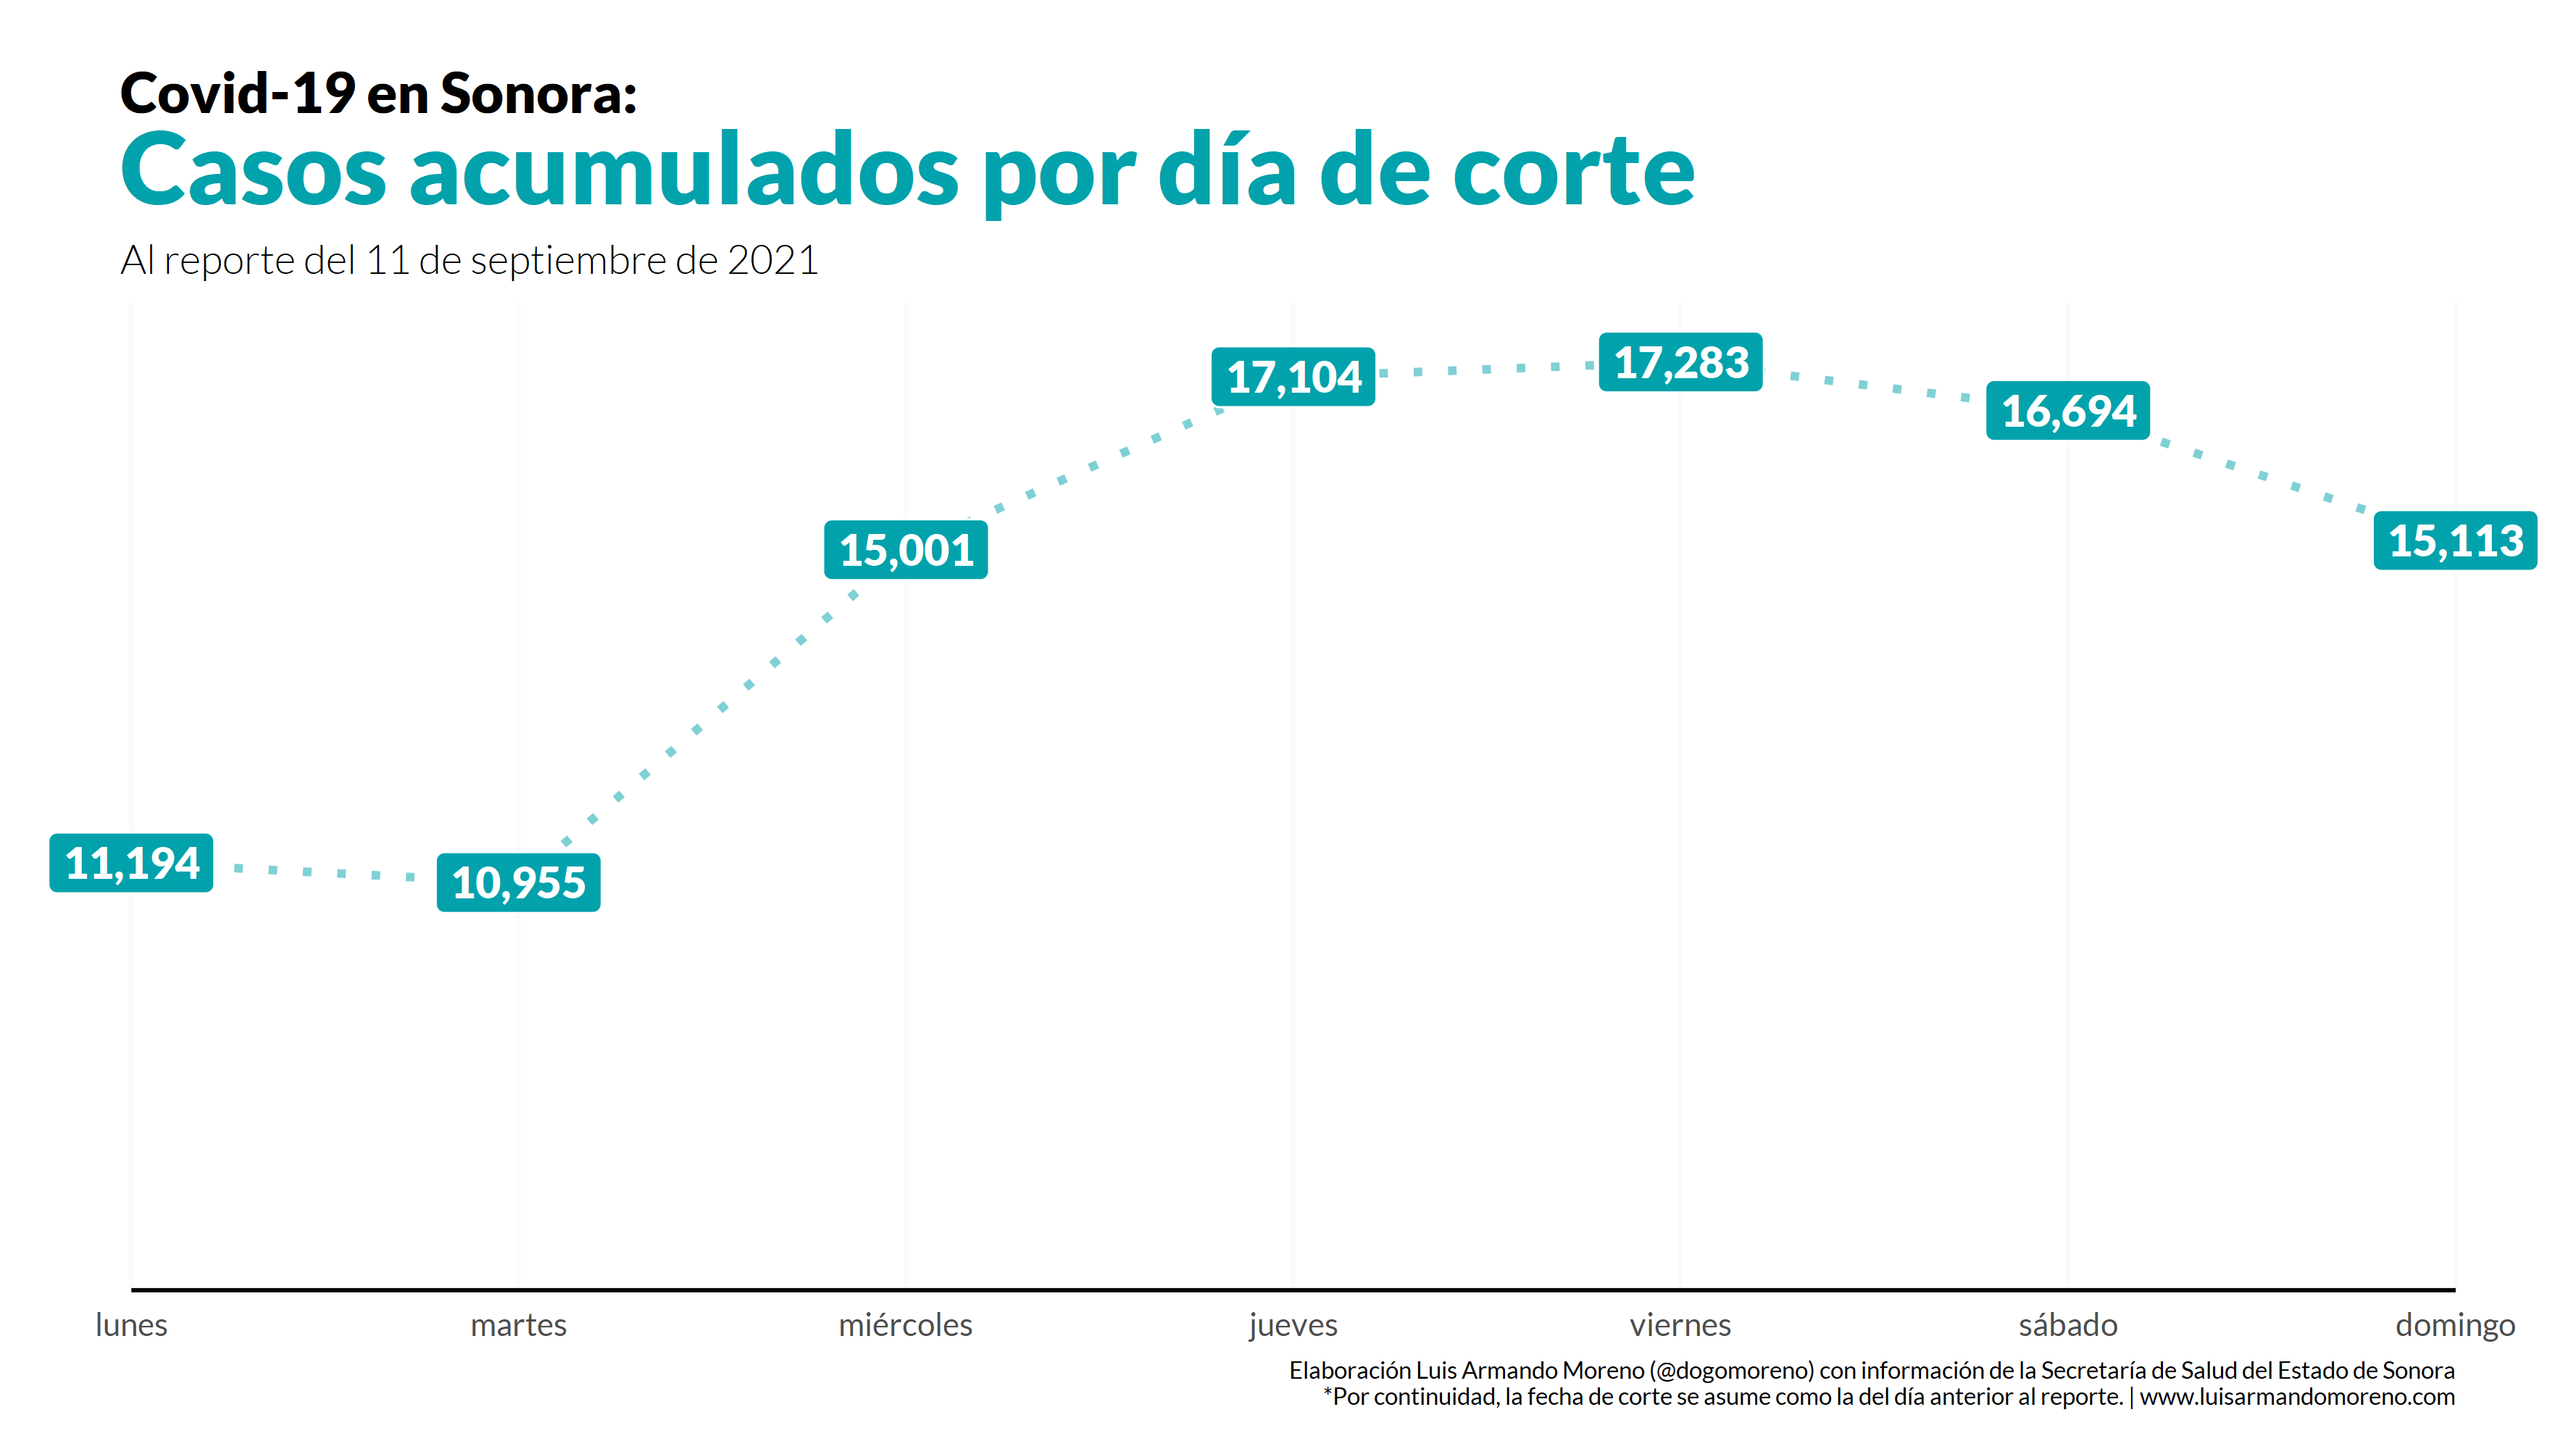 Covid-19 en Sonora:
Casos acumulados por día de corte
Al reporte del 11 de septiembre de 2021
11,194
10,955
15,001
17,104
17,283
16,694
15,113
lunes martes miércoles jueves viernes sábado domingo
Elaboración Luis Armando Moreno (@dogomoreno) con información de la Secretaría de Salud del Estado de Sonora
*Por continuidad, la fecha de corte se asume como la del día anterior al reporte. | www.luisarmandomoreno.com